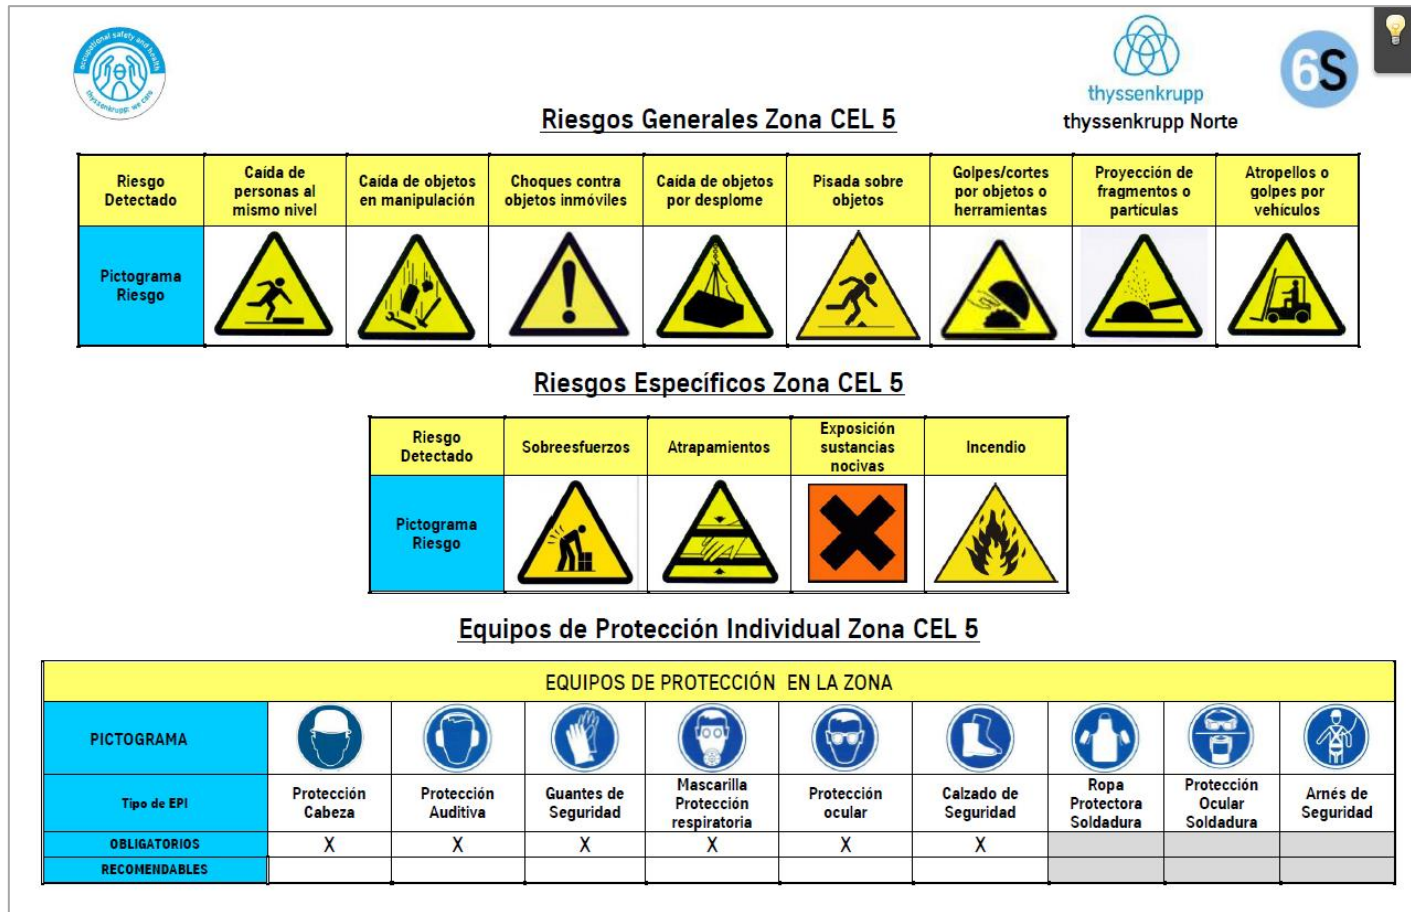 occupational safety and health
thyssenkrupp: we care
thyssenkrupp
thyssenkrupp Norte
6S
Riesgos Generales Zona CEL 5
Riesgo
Detectado
Caída de
personas al
mismo nivel
Caída de objetos
en manipulación
Choques contra
objetos inmóviles
Caída de objetos
por desplome
Pisada sobre
objetos
Golpes/cortes
por objetos o
herramientas
Proyección de
fragmentos o
partículas
Atropellos o
golpes por
vehículos
Pictograma
Riesgo
Riesgos Específicos Zona CEL 5
Riesgo
Detectado
Sobreesfuerzos
Atrapamientos
Exposición
sustancias
nocivas
Incendio
Pictograma
Riesgo
Equipos de Protección Individual Zona CEL 5
EQUIPOS DE PROTECCIÓN EN LA ZONA
PICTOGRAMA
Tipo de EPI
Protección
Cabeza
Protección
Auditiva
Guantes de
Seguridad
Mascarilla
Protección
respiratoria
Protección
ocular
Calzado de
Seguridad
Ropa
Protectora
Soldadura
Protección
Ocular
Soldadura
Arnés de
Seguridad
OBLIGATORIOS X X X X X X
RECOMENDABLES